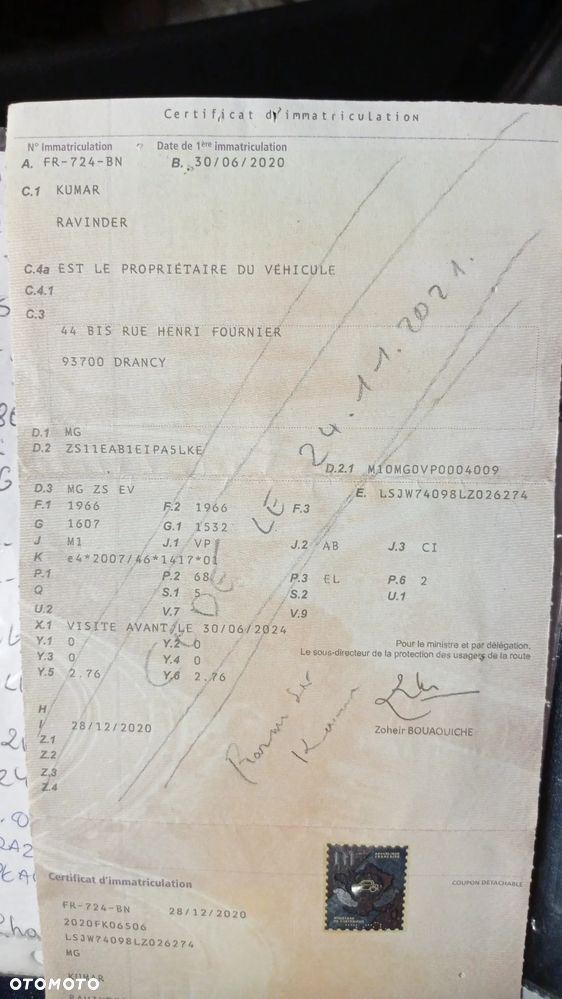 Certificat d'immatriculation
N° Immatriculation Date de 1ère immatriculation
A. FR-724-BN B. 30/06/2020
C.1 KUMAR
RAVINDER
C.4a EST LE PROPRIÉTAIRE DU VÉHICULE
C.4.1
C.3
44 BIS RUE HENRI FOURNIER
93700 DRANCY
CEDE LE 24.11.2021.
D.1 MG
D.2 ZS11EAB1EIPA5LKE
D.2.1 M10MG0VP0004009
D.3 MG ZS EV
E. LSJW74098LZ026274
F.1 1966 F.2 1966 F.3
G 1607 G.1 1532
J M1 J.1 VP J.2 AB J.3 CI
K e4*2007/46*1417*01
P.1 P.2 68 P.3 EL P.6 2
Q S.1 5 S.2 U.1
U.2 V.7 V.9
X.1 VISITE AVANT LE 30/06/2024
Y.1 0 Y.2 0
Y.3 0 Y.4 0
Y.5 2.76 Y.6 2.76
Pour le ministre et par délégation,
Le sous-directeur de la protection des usagers de la route
H
I 28/12/2020
Zoheir BOUAOUICHE
Z.1
Z.2
Z.3
Z.4
Certificat d'immatriculation
COUPON DÉTACHABLE
RÉPUBLIQUE FRANÇAISE
FR-724-BN 28/12/2020
2020FK06506
LSJW74098LZ026274
MG
KUMAR
OTOMOTO